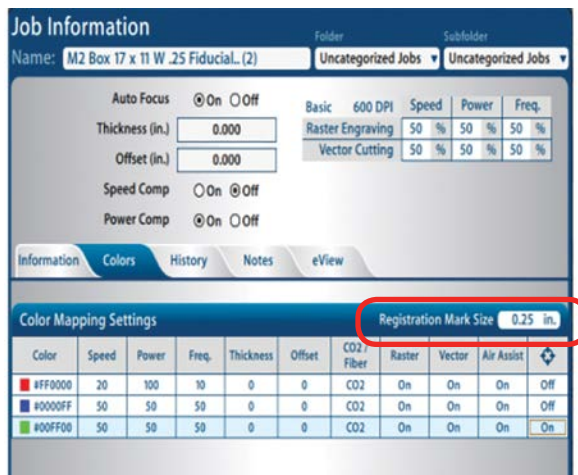 Job Information
Folder Subfolder
Name: M2 Box 17 x 11 W .25 Fiducial.. (2) Uncategorized Jobs Uncategorized Jobs
Auto Focus On Off
Basic 600 DPI Speed Power Freq.
Thickness (in.) 0.000
Raster Engraving 50 % 50 % 50 %
Vector Cutting 50 % 50 % 50 %
Offset (in.) 0.000
Speed Comp On Off
Power Comp On Off
Information Colors History Notes eView
Color Mapping Settings Registration Mark Size 0.25 in.
Color Speed Power Freq. Thickness Offset CO2 / Fiber Raster Vector Air Assist
#FF0000 20 100 10 0 0 CO2 On On On Off
#0000FF 50 50 50 0 0 CO2 On On On Off
#00FF00 50 50 50 0 0 CO2 On On On On